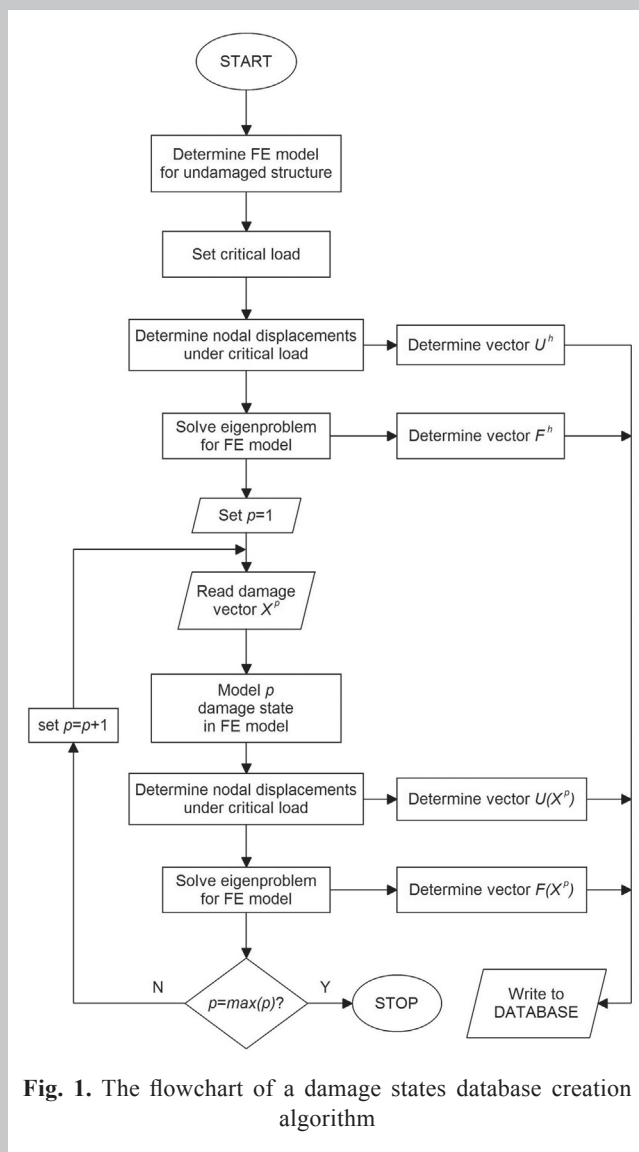 START
Determine FE model
for undamaged structure
Set critical load
Determine nodal displacements
under critical load
Determine vector U^h
Solve eigenproblem
for FE model
Determine vector F^h
Set p=1
Read damage
vector X^p
Model p
damage state
in FE model
set p=p+1
Determine nodal displacements
under critical load
Determine vector U(X^p)
Solve eigenproblem
for FE model
Determine vector F(X^p)
N
p=max(p)?
Y
STOP
Write to
DATABASE
Fig. 1. The flowchart of a damage states database creation
algorithm